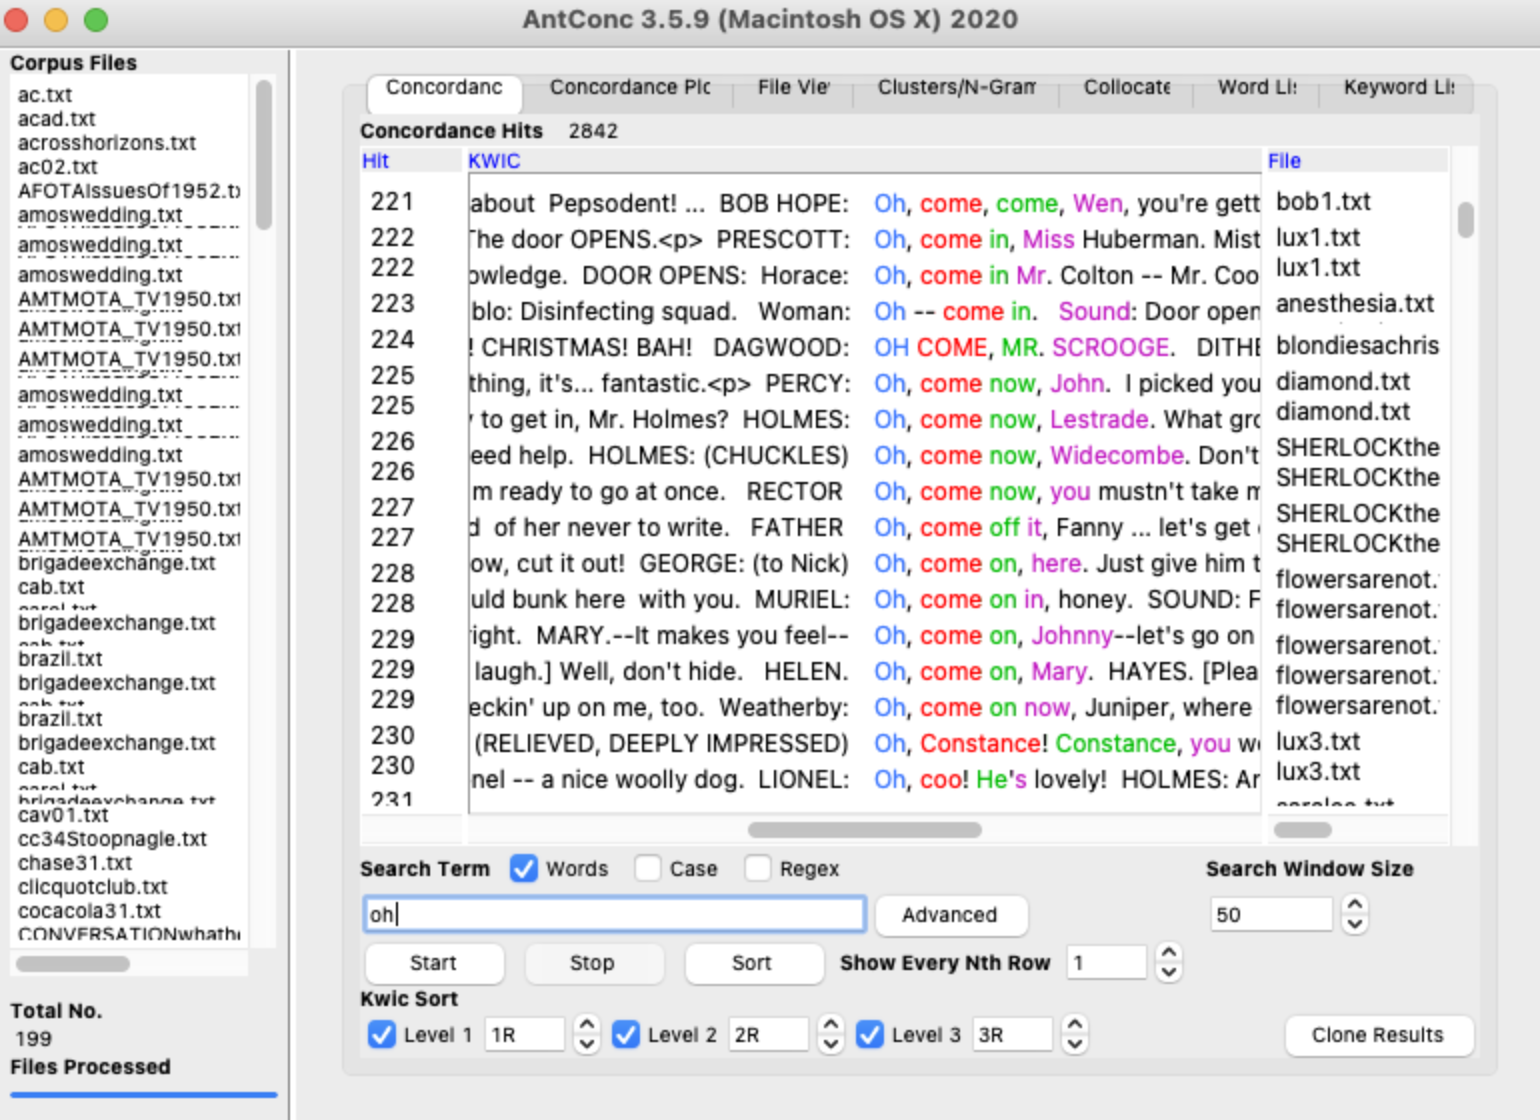 AntConc 3.5.9 (Macintosh OS X) 2020
Corpus Files
ac.txt
acad.txt
acrosshorizons.txt
ac02.txt
AFOTAIssuesOf1952.tx
amoswedding.txt
amoswedding.txt
amoswedding.txt
AMTMOTA_TV1950.txt
AMTMOTA_TV1950.txt
AMTMOTA_TV1950.txt
amoswedding.txt
amoswedding.txt
amoswedding.txt
AMTMOTA_TV1950.txt
AMTMOTA_TV1950.txt
AMTMOTA_TV1950.txt
brigadeexchange.txt
cab.txt
brigadeexchange.txt
brazil.txt
brigadeexchange.txt
brazil.txt
brigadeexchange.txt
cab.txt
brigadeexchange.txt
cav01.txt
cc34Stoopnagle.txt
chase31.txt
clicquotclub.txt
cocacola31.txt
CONVERSATIONwhathe
Total No.
199
Files Processed
Concordanc Concordance Plc File Vie Clusters/N-Gram Collocate Word Lis Keyword Lis
Concordance Hits 2842
Hit KWIC File
221 about Pepsodent! ... BOB HOPE: Oh, come, come, Wen, you're gett bob1.txt
222 The door OPENS.<p> PRESCOTT: Oh, come in, Miss Huberman. Mist lux1.txt
222 owledge. DOOR OPENS: Horace: Oh, come in Mr. Colton -- Mr. Coo lux1.txt
223 blo: Disinfecting squad. Woman: Oh -- come in. Sound: Door open anesthesia.txt
224 ! CHRISTMAS! BAH! DAGWOOD: OH COME, MR. SCROOGE. DITHE blondiesachris
225 thing, it's... fantastic.<p> PERCY: Oh, come now, John. I picked you diamond.txt
225 y to get in, Mr. Holmes? HOLMES: Oh, come now, Lestrade. What gro diamond.txt
226 eed help. HOLMES: (CHUCKLES) Oh, come now, Widecombe. Don't SHERLOCKthe
226 m ready to go at once. RECTOR Oh, come now, you mustn't take m SHERLOCKthe
227 d of her never to write. FATHER Oh, come off it, Fanny ... let's get SHERLOCKthe
227 ow, cut it out! GEORGE: (to Nick) Oh, come on, here. Just give him t SHERLOCKthe
228 uld bunk here with you. MURIEL: Oh, come on in, honey. SOUND: F flowersarenot.
228 right. MARY.--It makes you feel-- Oh, come on, Johnny--let's go on flowersarenot.
229 laugh.] Well, don't hide. HELEN. Oh, come on, Mary. HAYES. [Plea flowersarenot.
229 eckin' up on me, too. Weatherby: Oh, come on now, Juniper, where flowersarenot.
229 (RELIEVED, DEEPLY IMPRESSED) Oh, Constance! Constance, you we flowersarenot.
230 nel -- a nice woolly dog. LIONEL: Oh, coo! He's lovely! HOLMES: Ar lux3.txt
230 lux3.txt
231
Search Term Words Case Regex Search Window Size
oh Advanced 50
Start Stop Sort Show Every Nth Row 1
Kwic Sort
Level 1 1R Level 2 2R Level 3 3R Clone Results